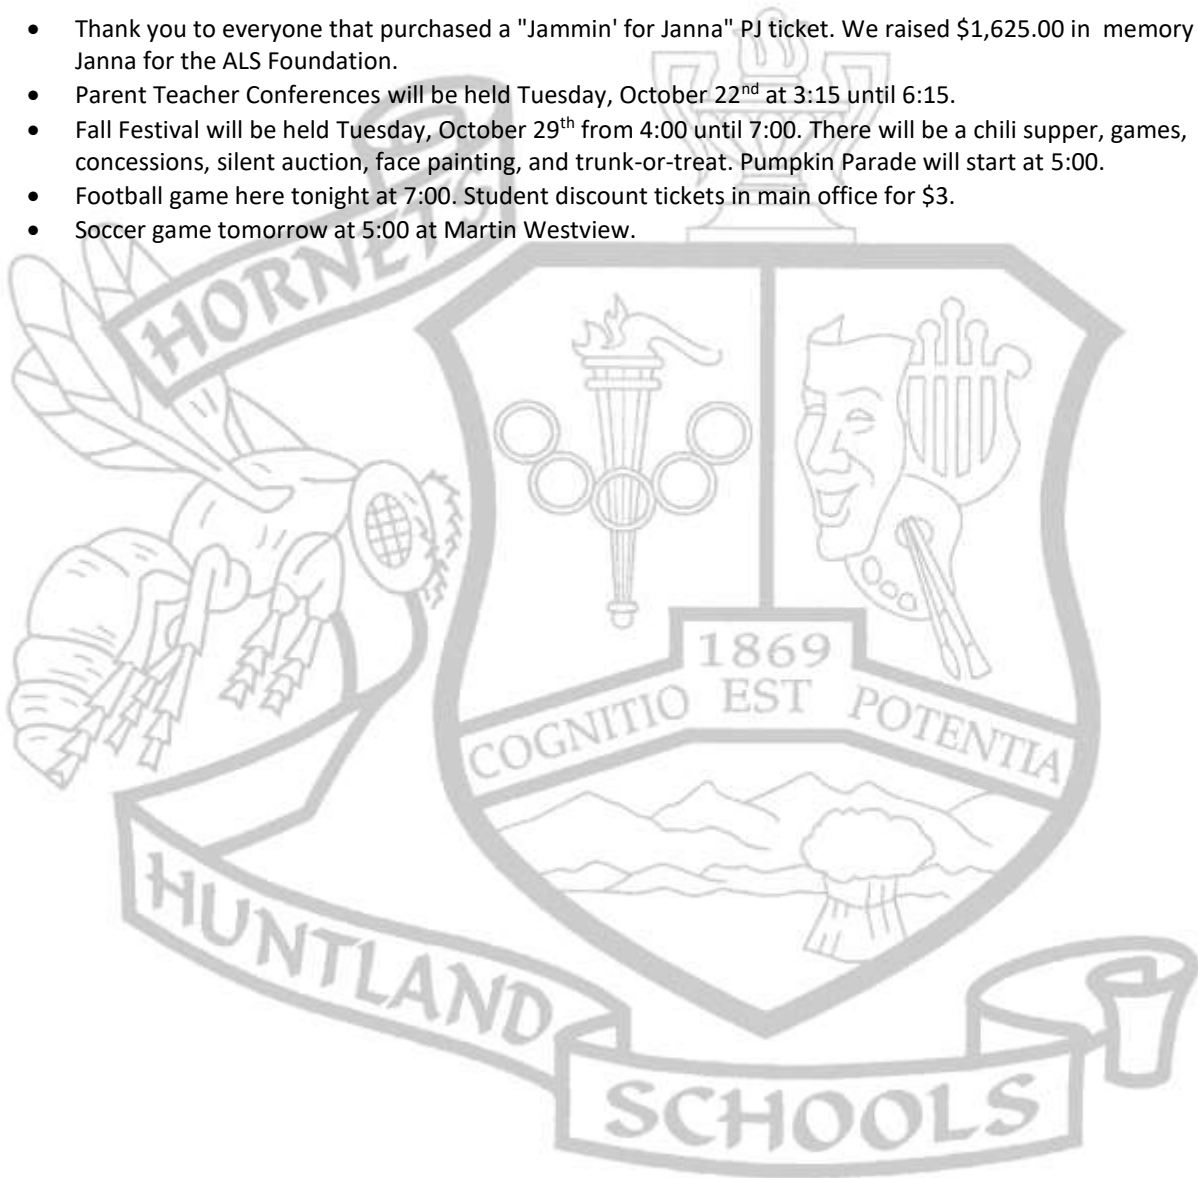 • Thank you to everyone that purchased a "Jammin' for Janna" PJ ticket. We raised $1,625.00 in  memory
Janna for the ALS Foundation.
• Parent Teacher Conferences will be held Tuesday, October 22nd at 3:15 until 6:15.
• Fall Festival will be held Tuesday, October 29th from 4:00 until 7:00. There will be a chili supper, games,
concessions, silent auction, face painting, and trunk-or-treat. Pumpkin Parade will start at 5:00.
• Football game here tonight at 7:00. Student discount tickets in main office for $3.
• Soccer game tomorrow at 5:00 at Martin Westview.
HORNETS
1869
COGNITIO EST POTENTIA
HUNTLAND
SCHOOLS